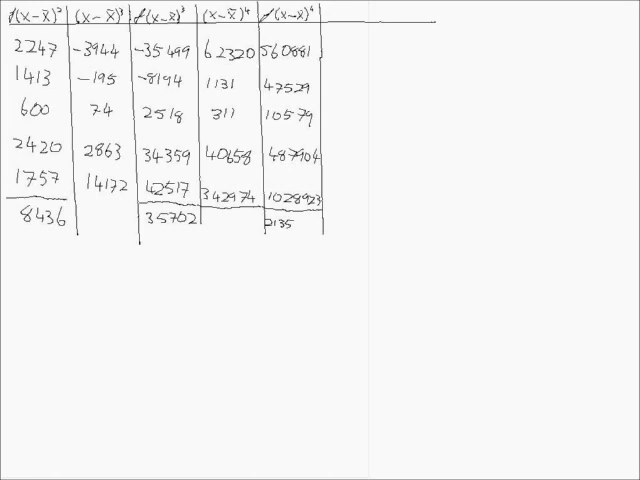 f(x-x̄)² (x-x̄)³ f(x-x̄)³ (x-x̄)⁴ f(x-x̄)⁴
2247 -3944 -35499 62320 560881
1413 -195 -8194 1131 47529
600 74 2518 311 10579
2420 2863 34359 40658 487904
1757 14172 42517 342974 1028923
8436 35702 2135